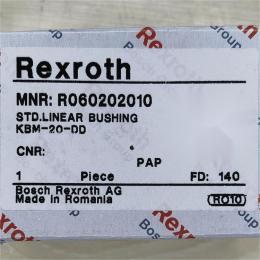 Rexroth
MNR: R060202010
STD.LINEAR BUSHING
KBM-20-DD
CNR:
PAP
1 Piece FD: 140
Bosch Rexroth AG
Made in Romania
RO10